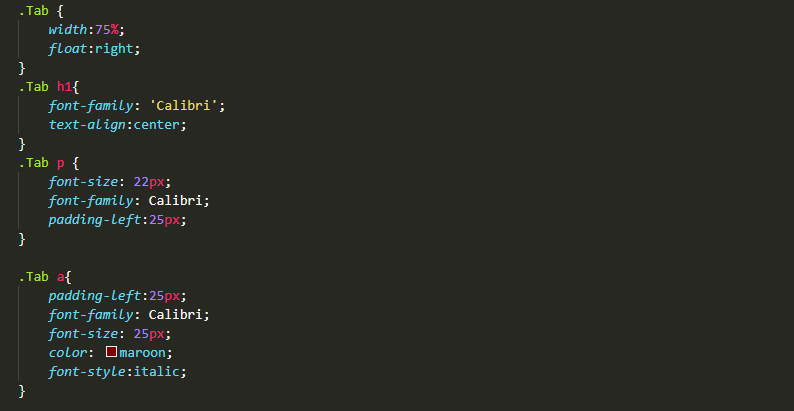 .Tab {
    width:75%;
    float:right;
}
.Tab h1{
    font-family: 'Calibri';
    text-align:center;
}
.Tab p {
    font-size: 22px;
    font-family: Calibri;
    padding-left:25px;
}

.Tab a{
    padding-left:25px;
    font-family: Calibri;
    font-size: 25px;
    color: maroon;
    font-style:italic;
}